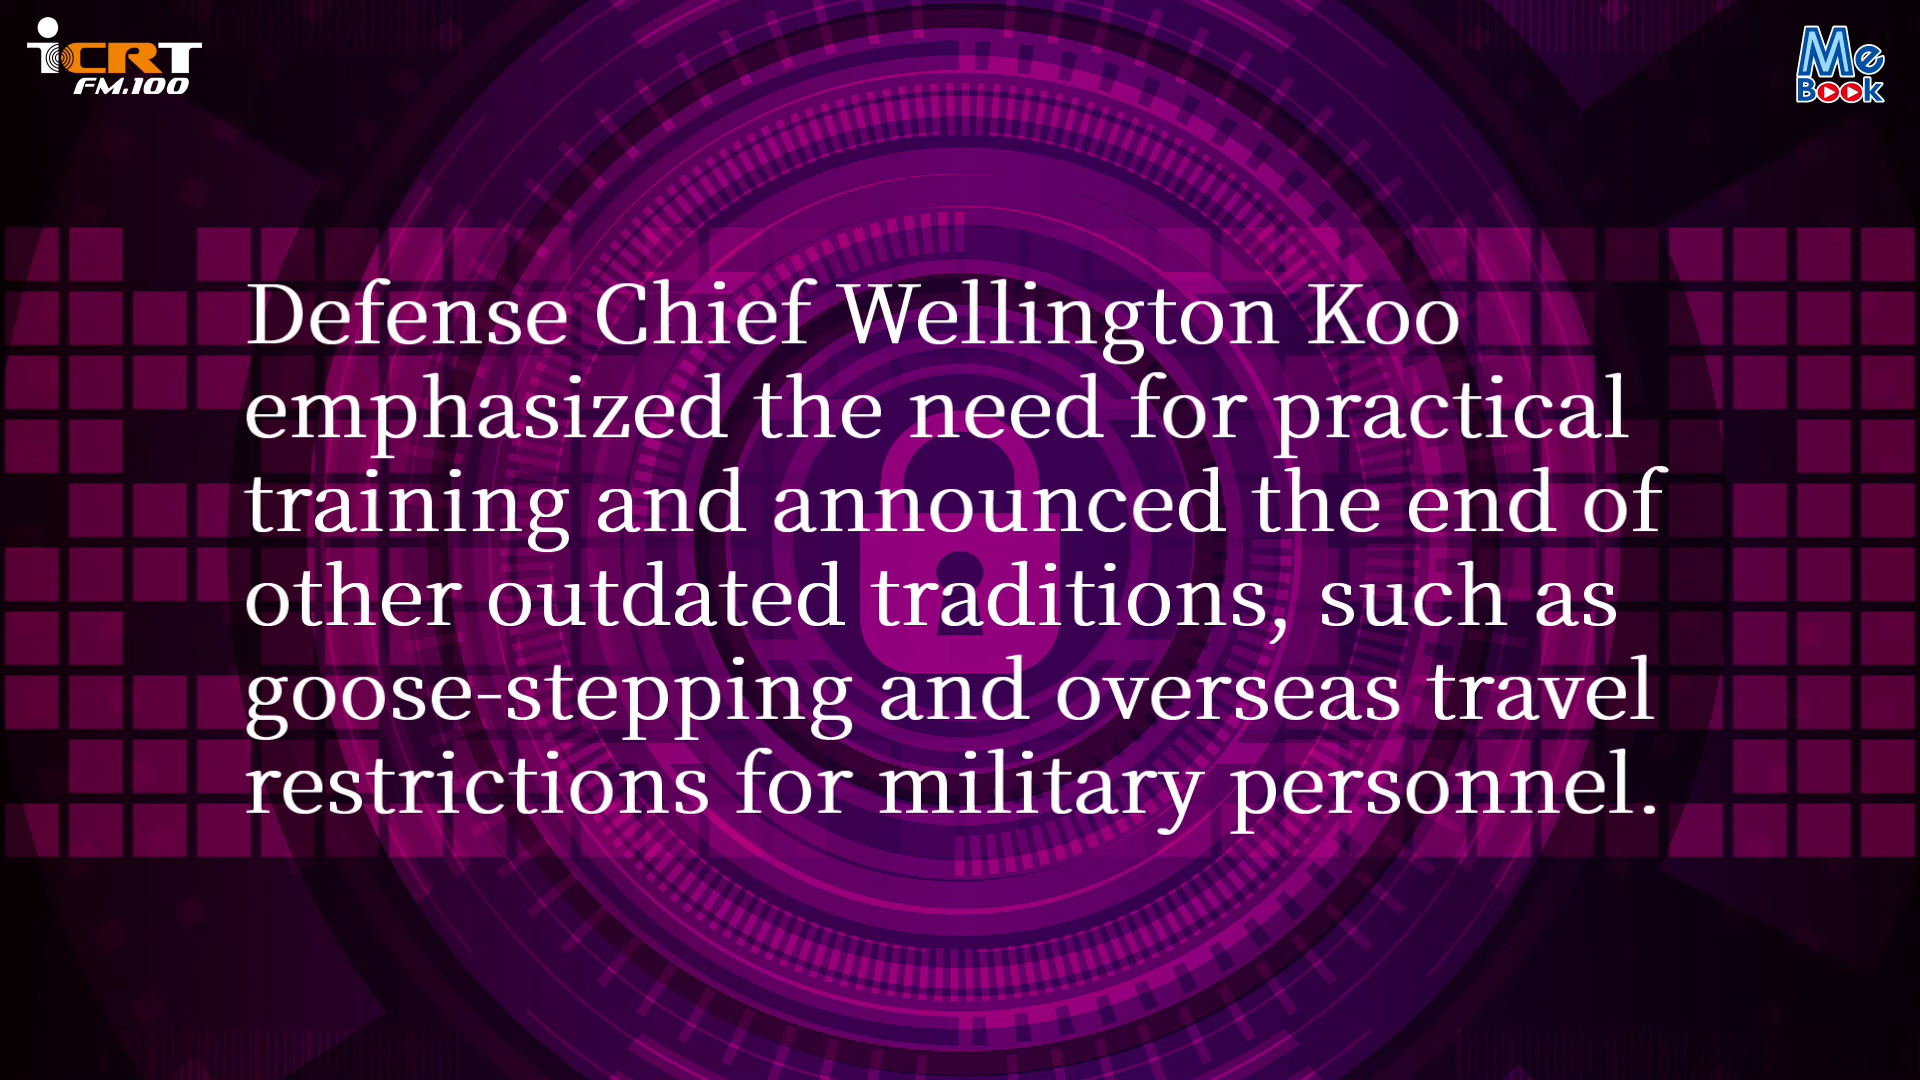 iCRT
FM.100
Me
Book
Defense Chief Wellington Koo
emphasized the need for practical
training and announced the end of
other outdated traditions, such as
goose-stepping and overseas travel
restrictions for military personnel.